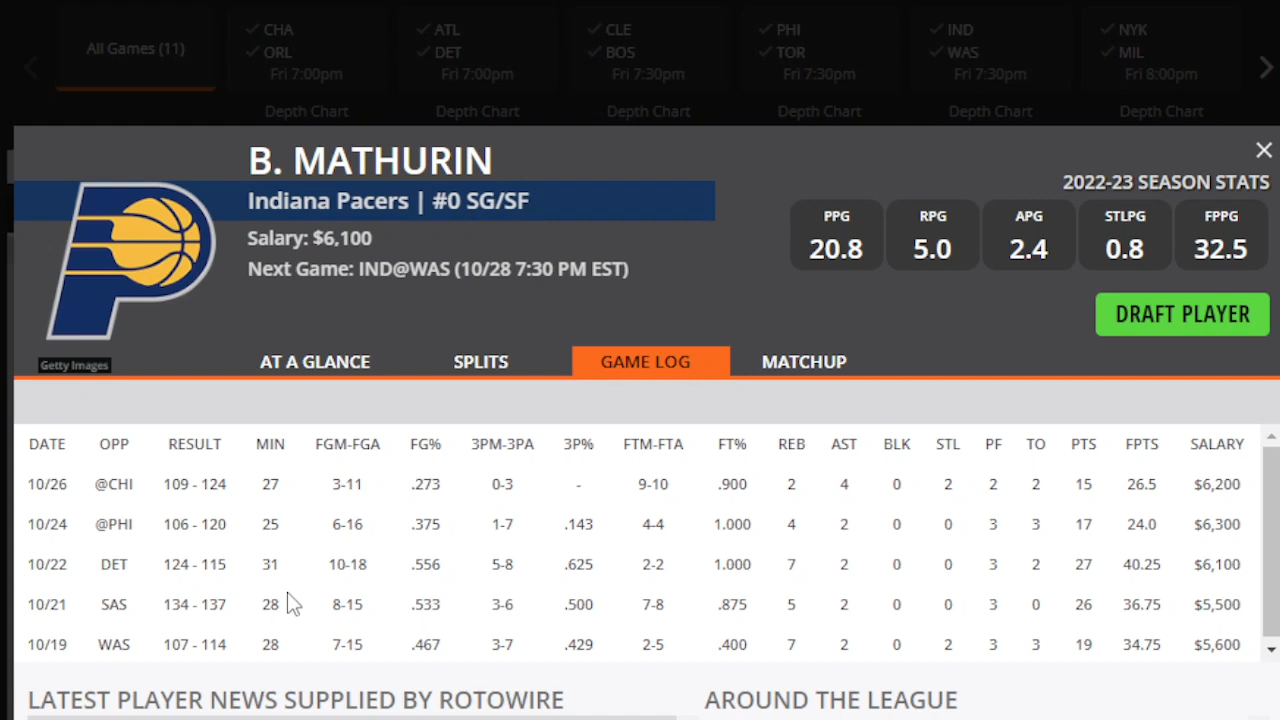 All Games (11)
CHA
ORL
Fri 7:00pm
Depth Chart
ATL
DET
Fri 7:00pm
Depth Chart
CLE
BOS
Fri 7:30pm
Depth Chart
PHI
TOR
Fri 7:30pm
Depth Chart
IND
WAS
Fri 7:30pm
Depth Chart
NYK
MIL
Fri 8:00pm
Depth Chart
B. MATHURIN
Indiana Pacers | #0 SG/SF
Salary: $6,100
Next Game: IND@WAS (10/28 7:30 PM EST)
Getty Images
2022-23 SEASON STATS
PPG RPG APG STLPG FPPG
20.8 5.0 2.4 0.8 32.5
DRAFT PLAYER
AT A GLANCE SPLITS GAME LOG MATCHUP
DATE OPP RESULT MIN FGM-FGA FG% 3PM-3PA 3P% FTM-FTA FT% REB AST BLK STL PF TO PTS FPTS SALARY
10/26 @CHI 109 - 124 27 3-11 .273 0-3 - 9-10 .900 2 4 0 2 2 2 15 26.5 $6,200
10/24 @PHI 106 - 120 25 6-16 .375 1-7 .143 4-4 1.000 4 2 0 0 3 3 17 24.0 $6,300
10/22 DET 124 - 115 31 10-18 .556 5-8 .625 2-2 1.000 7 2 0 0 3 2 27 40.25 $6,100
10/21 SAS 134 - 137 28 8-15 .533 3-6 .500 7-8 .875 5 2 0 0 3 0 26 36.75 $5,500
10/19 WAS 107 - 114 28 7-15 .467 3-7 .429 2-5 .400 7 2 0 2 3 3 19 34.75 $5,600
LATEST PLAYER NEWS SUPPLIED BY ROTOWIRE
AROUND THE LEAGUE